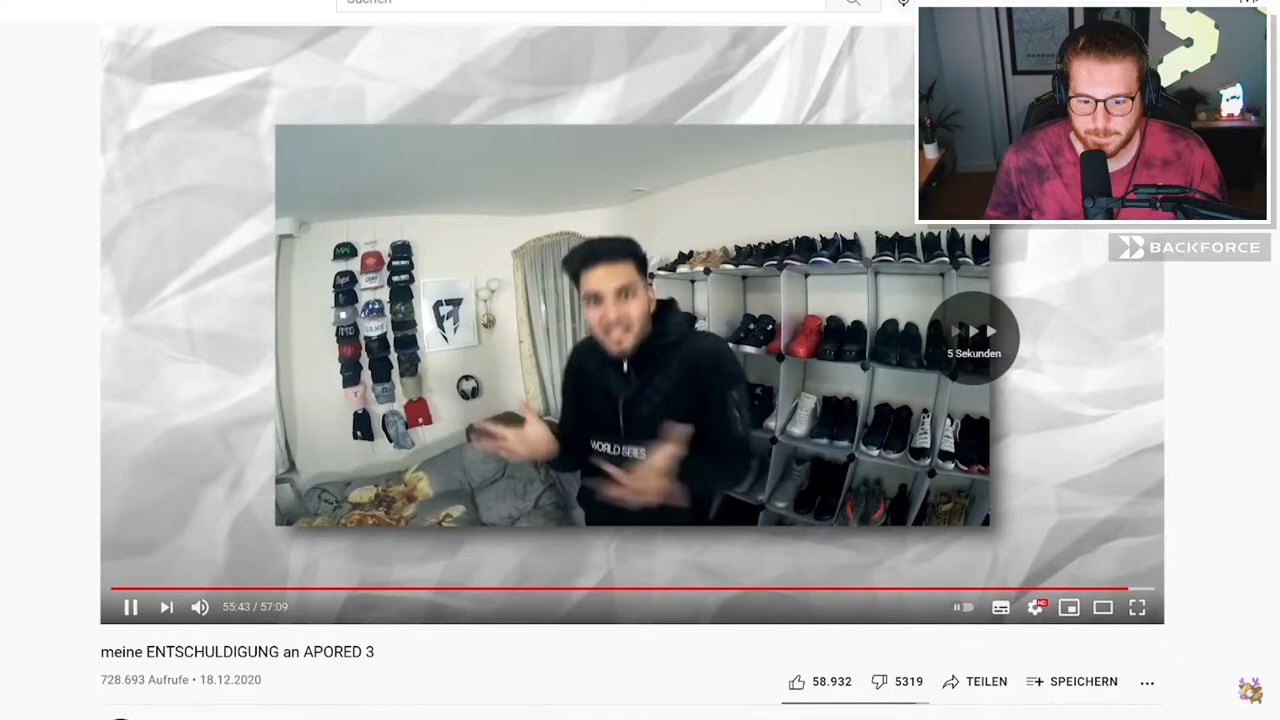 Suchen
BACKFORCE
5 Sekunden
WORLD SERIES
55:43 / 57:09
HD
meine ENTSCHULDIGUNG an APORED 3
728.693 Aufrufe • 18.12.2020
58.932
5319
TEILEN
SPEICHERN
...